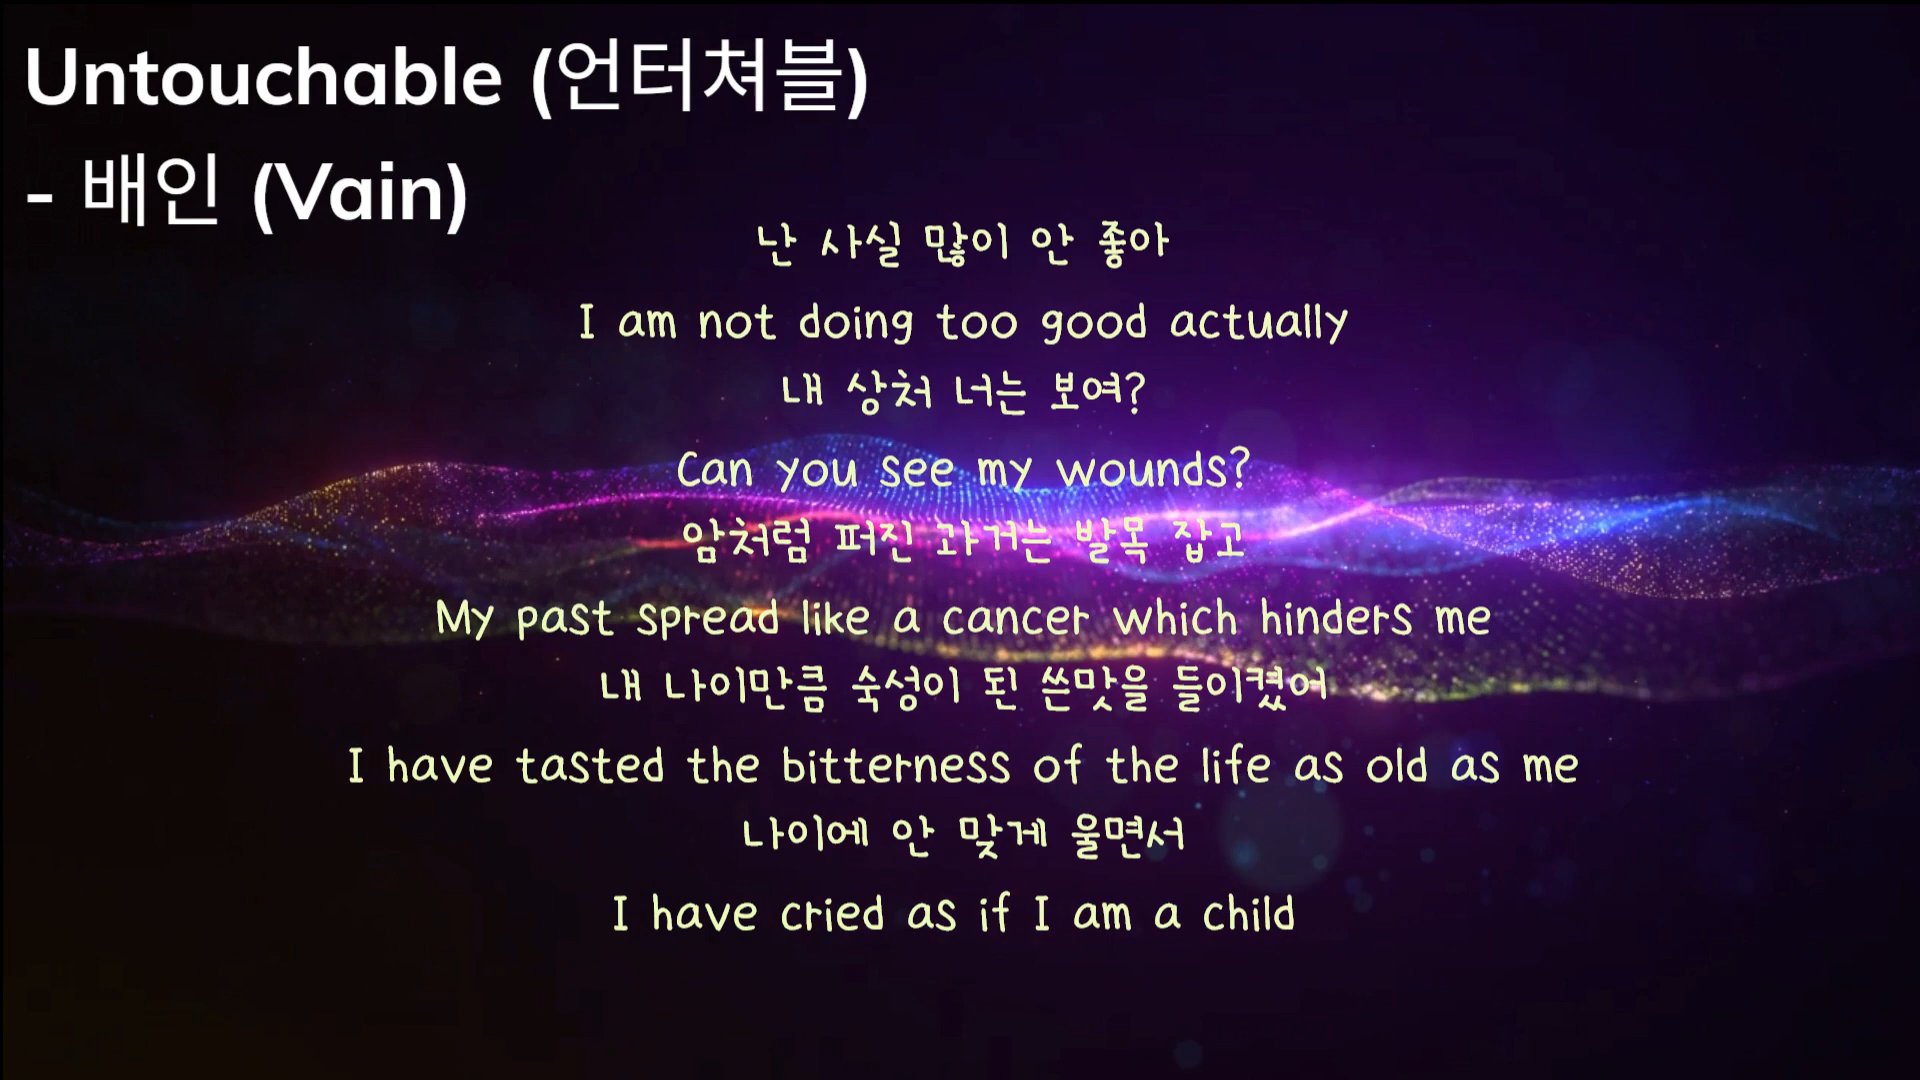 Untouchable (언터쳐블)
- 배인 (Vain)
난 사실 많이 안 좋아
I am not doing too good actually
내 상처 너는 보여?
Can you see my wounds?
암처럼 퍼진 과거는 발목 잡고
My past spread like a cancer which hinders me
내 나이만큼 숙성이 된 쓴맛을 들이켰어
I have tasted the bitterness of the life as old as me
나이에 안 맞게 울면서
I have cried as if I am a child